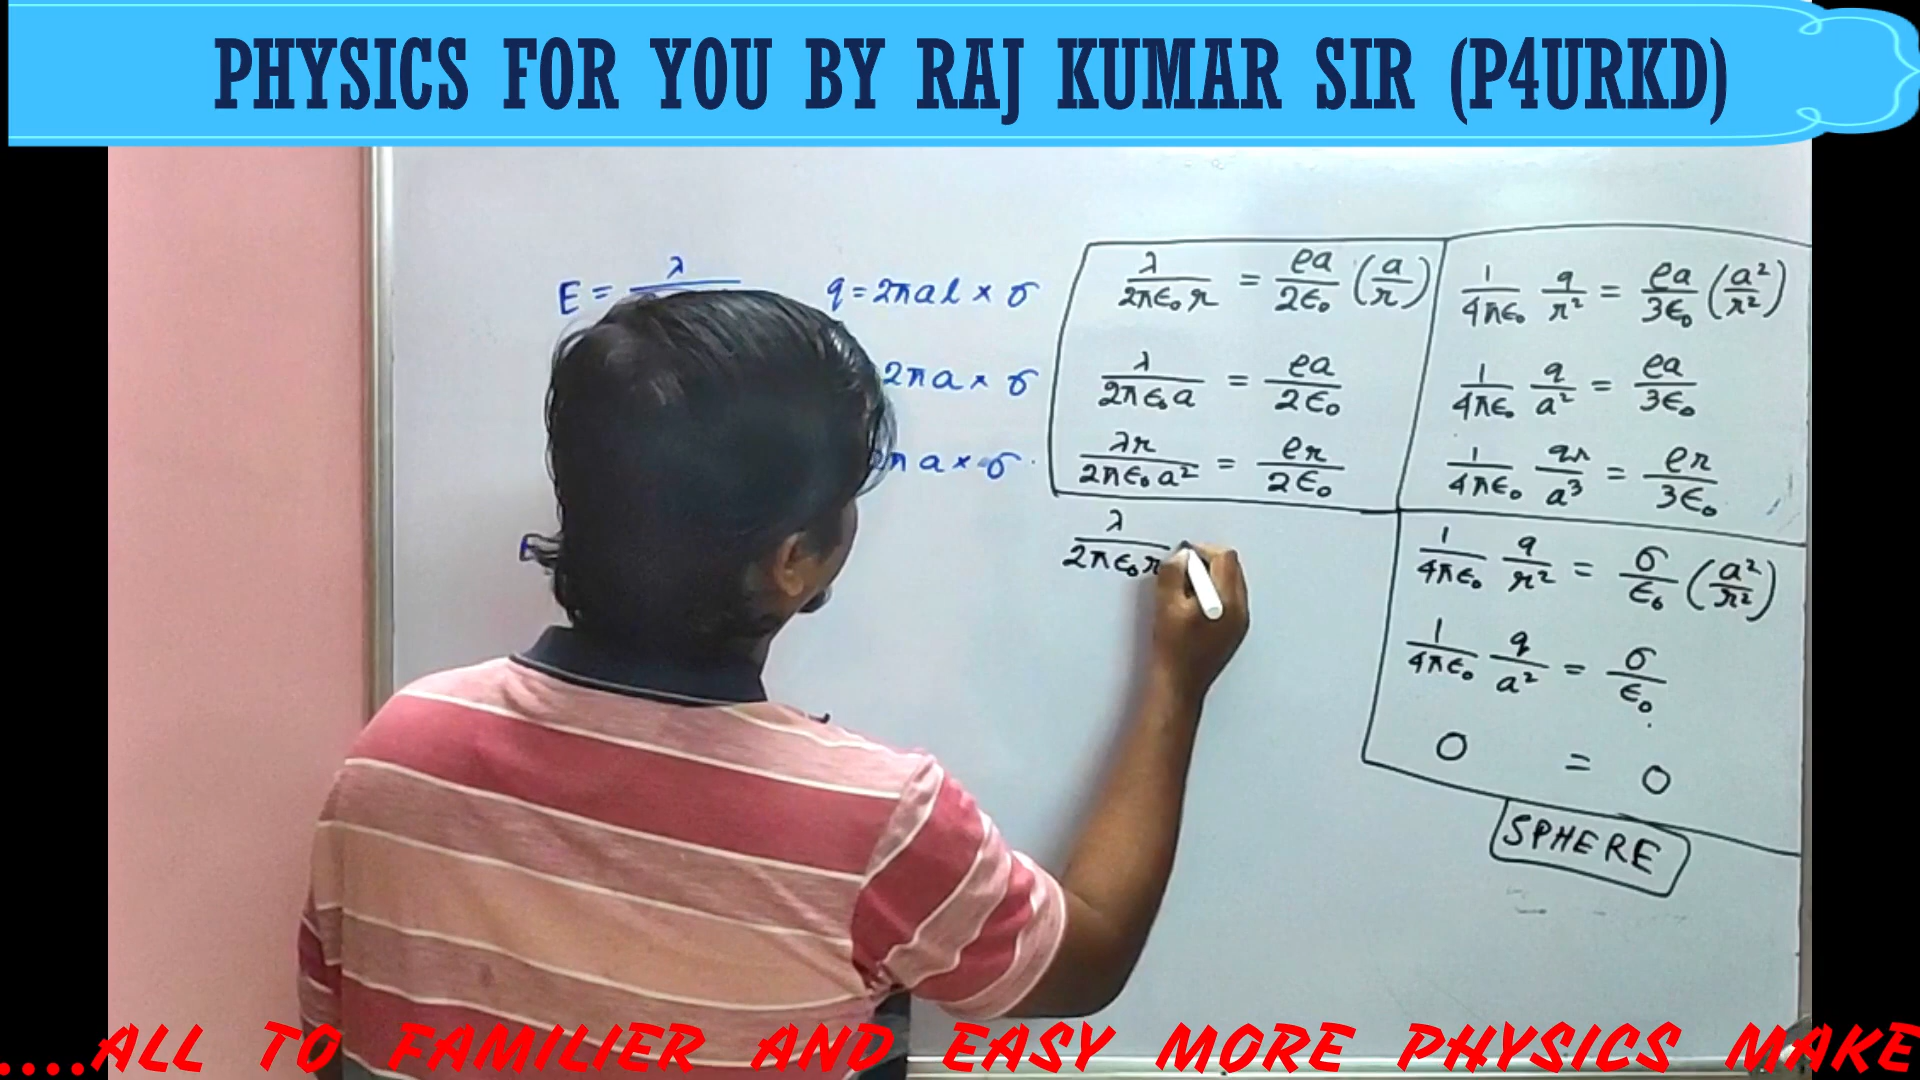 PHYSICS FOR YOU BY RAJ KUMAR SIR (P4URKD)
E = λ
q = 2πal × σ
2πa × σ
π a × σ
E
λ/2πϵ₀r = ρa/2ϵ₀ (a/r)
λ/2πϵ₀a = ρa/2ϵ₀
λr/2πϵ₀a² = ρr/2ϵ₀
λ/2πϵ₀r
1/4πϵ₀ q/r² = ρa/3ϵ₀ (a²/r²)
1/4πϵ₀ q/a² = ρa/3ϵ₀
1/4πϵ₀ qr/a³ = ρr/3ϵ₀
1/4πϵ₀ q/r² = σ/ϵ₀ (a²/r²)
1/4πϵ₀ q/a² = σ/ϵ₀
0 = 0
SPHERE
....ALL TO FAMILIER AND EASY MORE PHYSICS MAKE